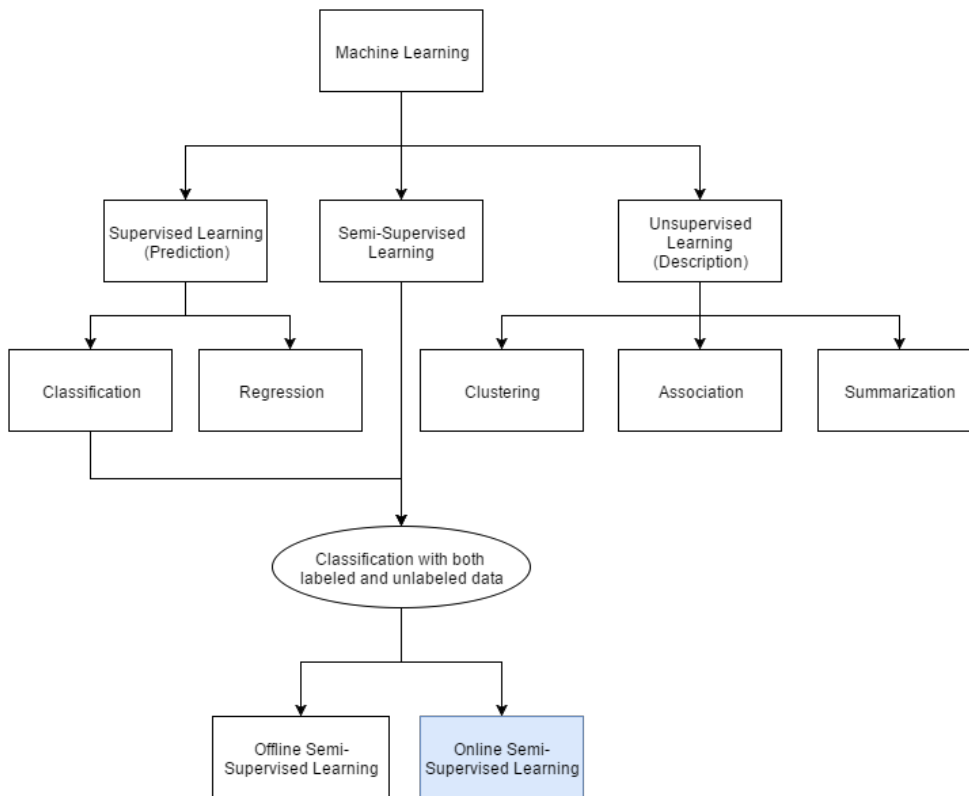 Machine Learning
Supervised Learning
(Prediction)
Semi-Supervised
Learning
Unsupervised
Learning
(Description)
Classification
Regression
Clustering
Association
Summarization
Classification with both
labeled and unlabeled data
Offline Semi-
Supervised Learning
Online Semi-
Supervised Learning